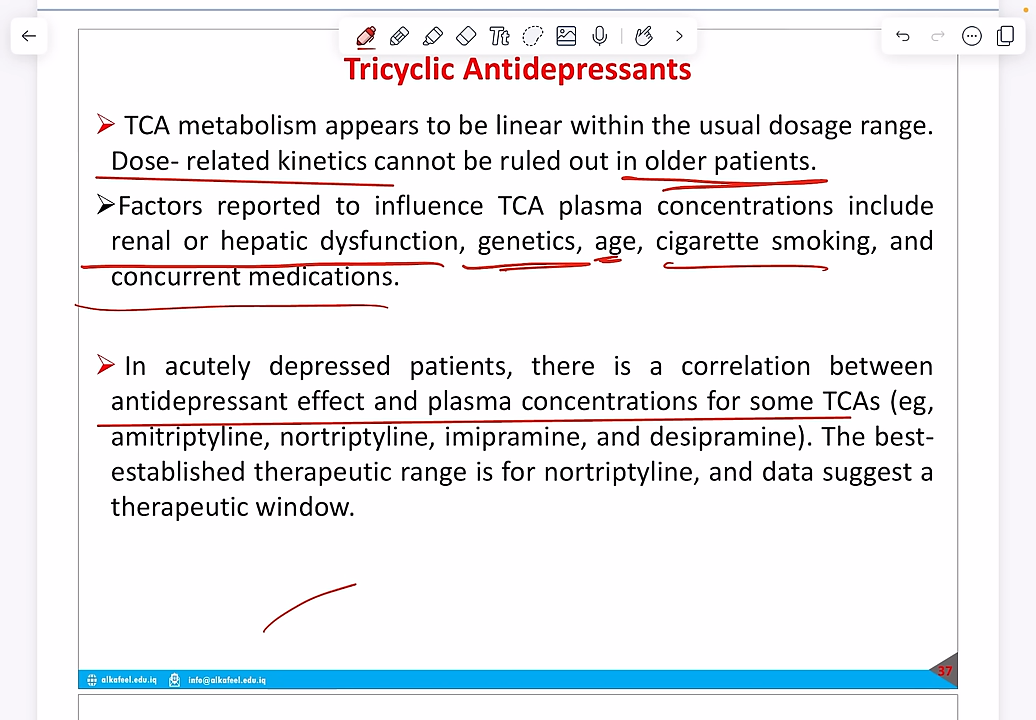 Tt
Tricyclic Antidepressants
TCA metabolism appears to be linear within the usual dosage range.
Dose- related kinetics cannot be ruled out in older patients.
Factors reported to influence TCA plasma concentrations include
renal or hepatic dysfunction, genetics, age, cigarette smoking, and
concurrent medications.
In acutely depressed patients, there is a correlation between
antidepressant effect and plasma concentrations for some TCAs (eg,
amitriptyline, nortriptyline, imipramine, and desipramine). The best-
established therapeutic range is for nortriptyline, and data suggest a
therapeutic window.
alkafeel.edu.iq info@alkafeel.edu.iq
37